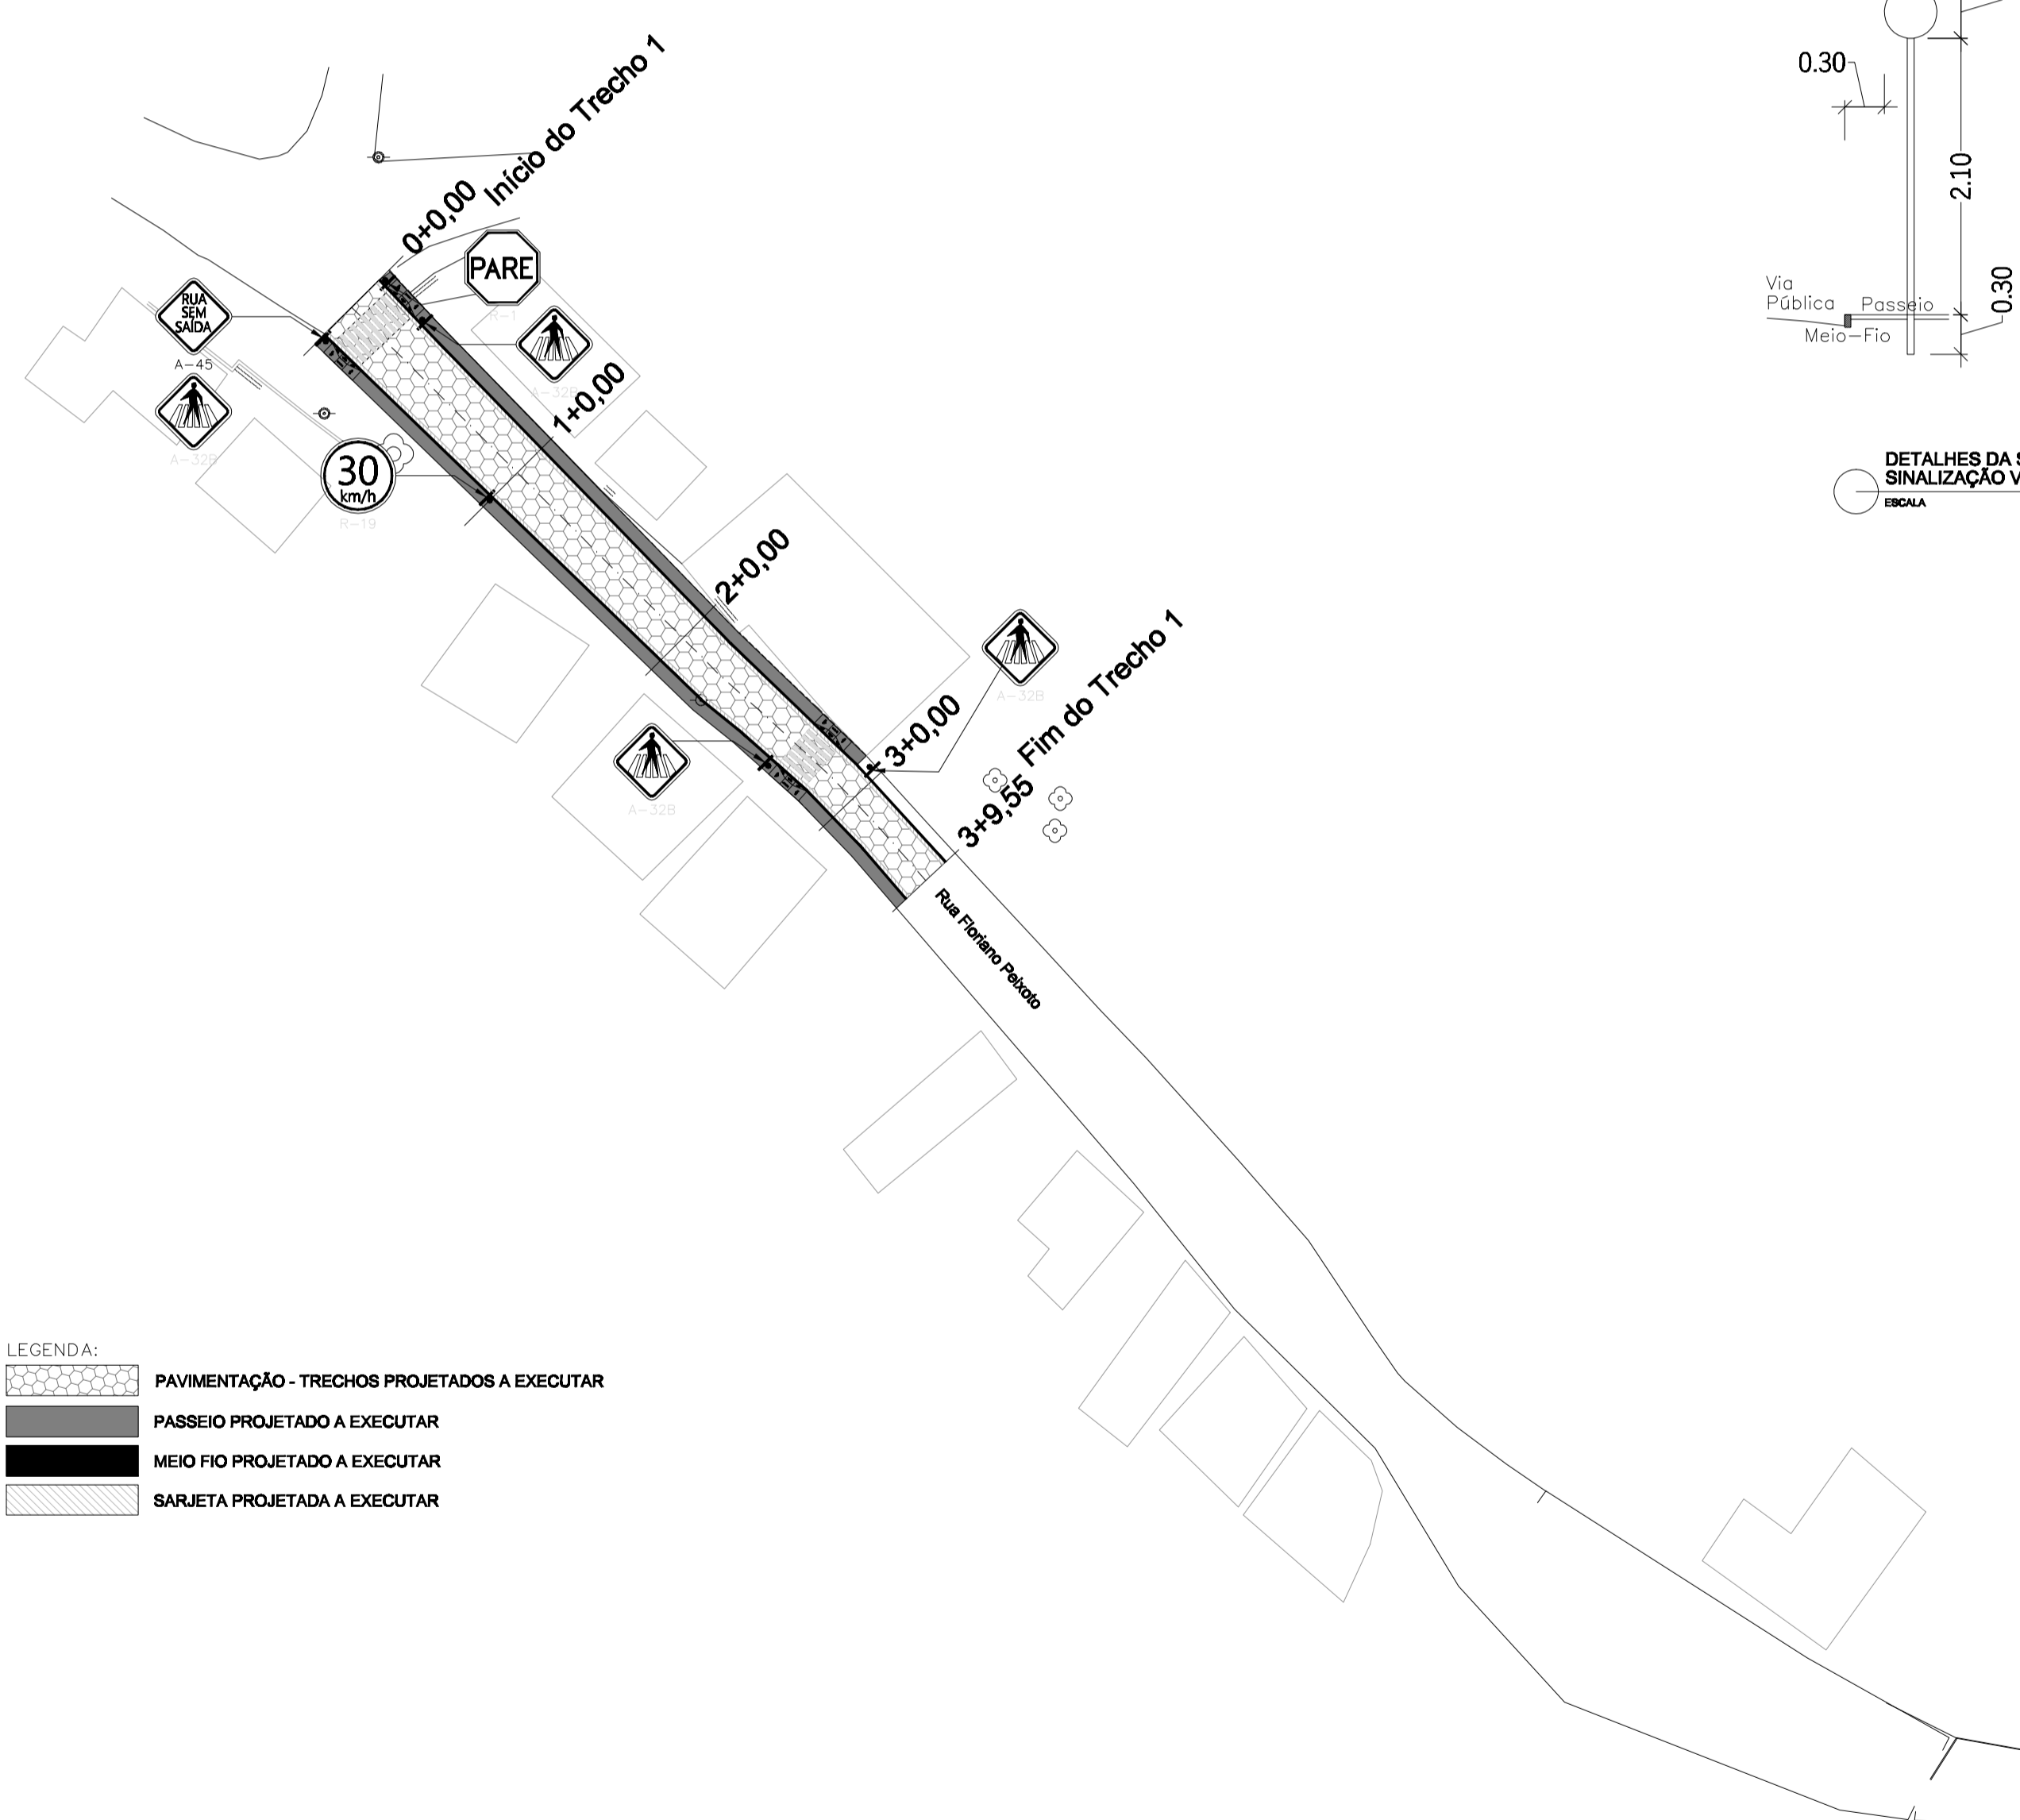 Início do Trecho 1
0+0,00
PARE
R-1
RUA
SEM
SAÍDA
A-45
A-32B
A-32B
1+0,00
30
km/h
R-19
2+0,00
A-32B
3+0,00
Fim do Trecho 1
A-32B
3+9,55
Rua Floriano Peixoto
0.30
2.10
0.30
Via
Pública
Passeio
Meio-Fio
DETALHES DA S
SINALIZAÇÃO V
ESCALA
LEGENDA:
PAVIMENTAÇÃO - TRECHOS PROJETADOS A EXECUTAR
PASSEIO PROJETADO A EXECUTAR
MEIO FIO PROJETADO A EXECUTAR
SARJETA PROJETADA A EXECUTAR